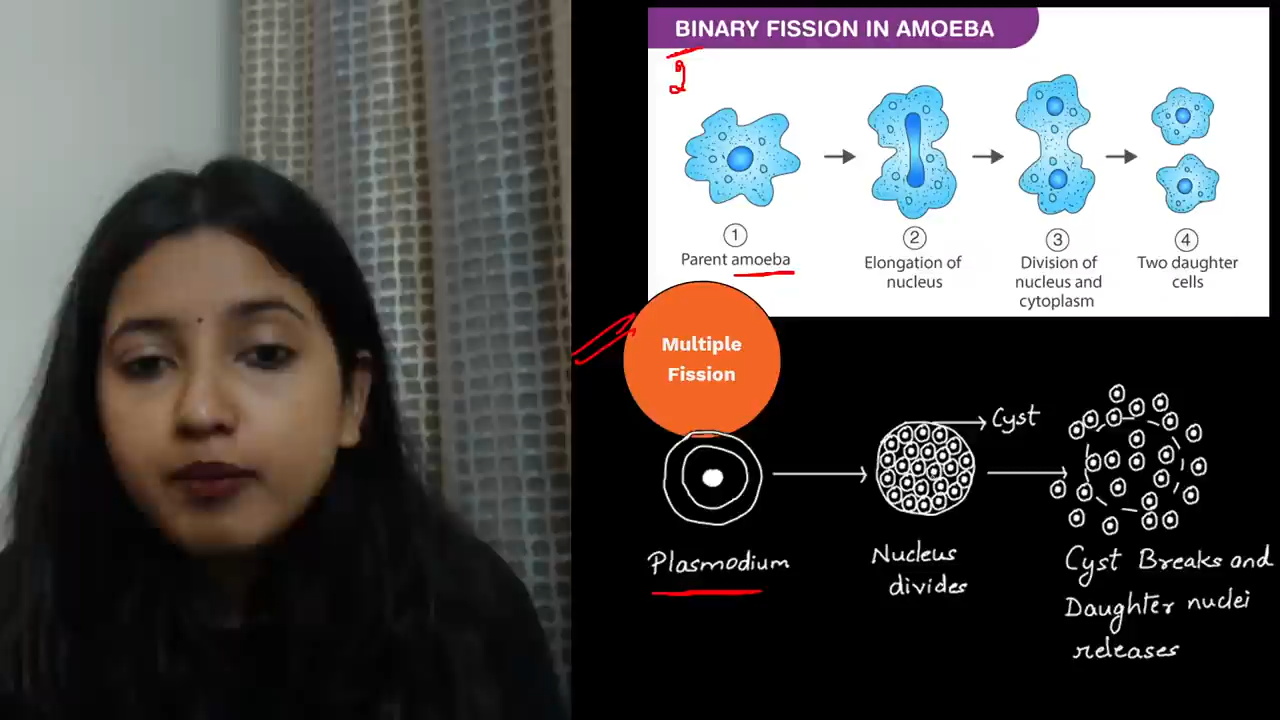 BINARY FISSION IN AMOEBA
2
1
Parent amoeba
2
Elongation of
nucleus
3
Division of
nucleus and
cytoplasm
4
Two daughter
cells
Multiple
Fission
Cyst
Plasmodium
Nucleus
divides
Cyst Breaks and
Daughter nuclei
releases